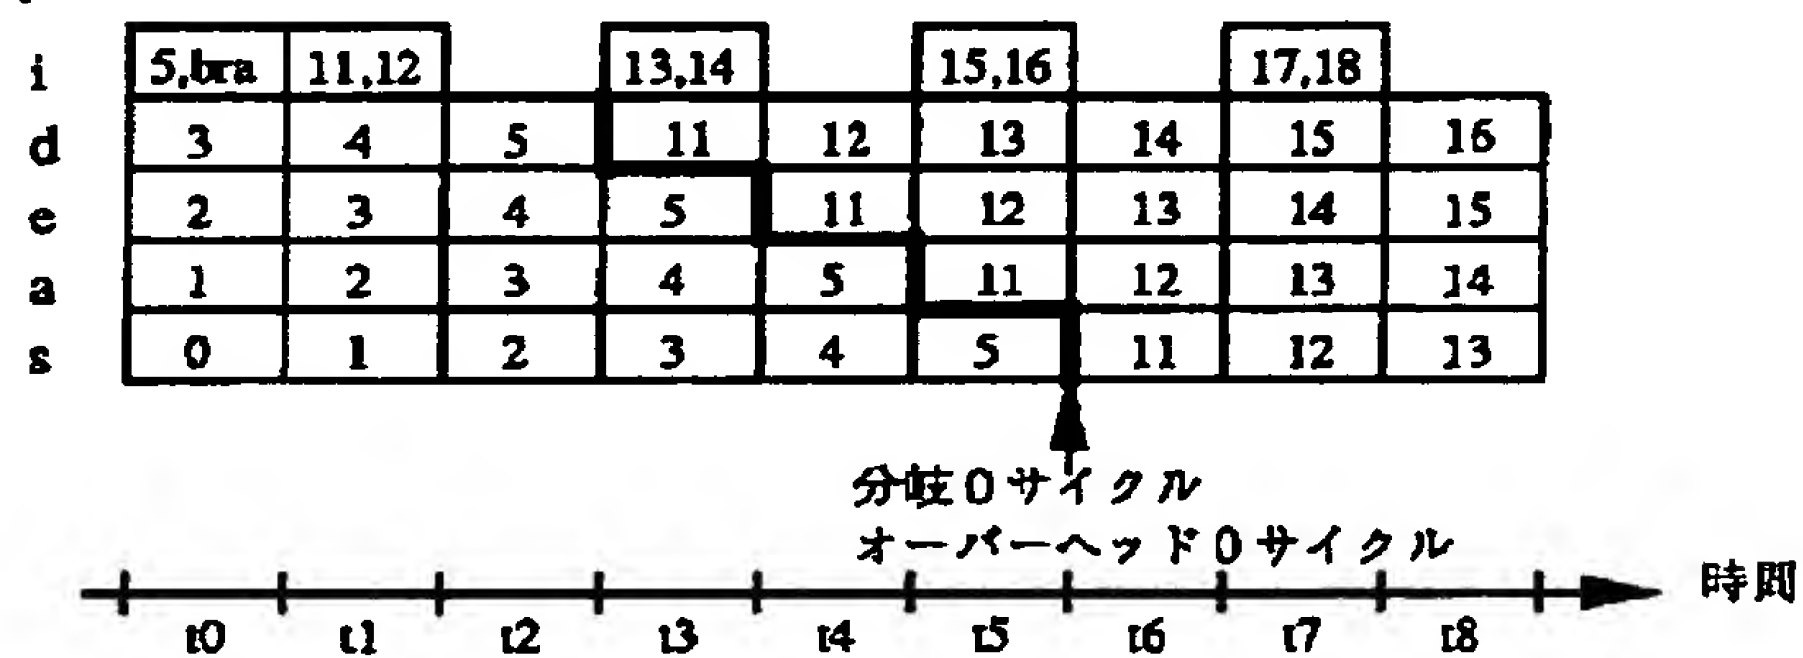 i 5,bra 11,12 13,14 15,16 17,18
d 3 4 5 11 12 13 14 15 16
e 2 3 4 5 11 12 13 14 15
a 1 2 3 4 5 11 12 13 14
s 0 1 2 3 4 5 11 12 13
分岐0サイクル
オーバーヘッド0サイクル
時間
t0 t1 t2 t3 t4 t5 t6 t7 t8